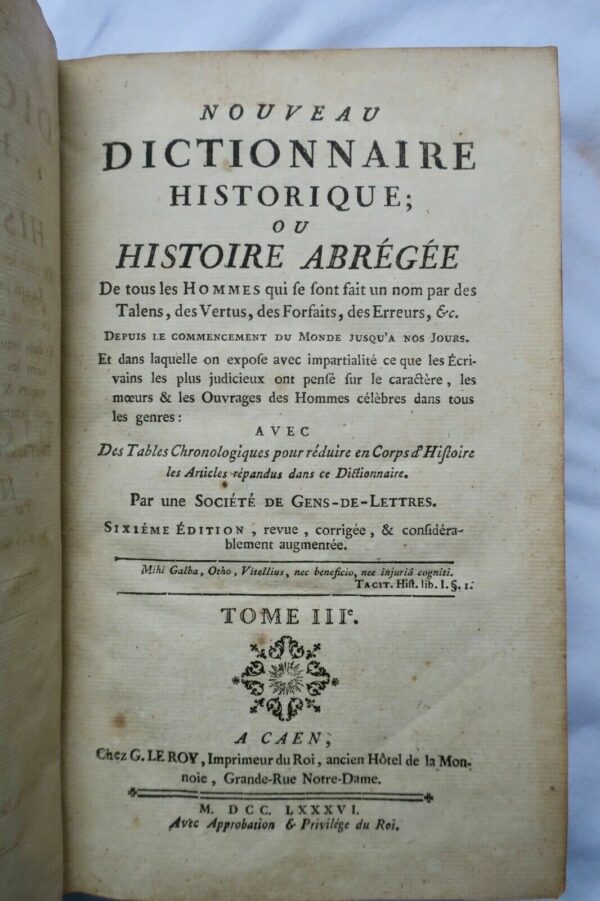 NOUVEAU
DICTIONNAIRE
HISTORIQUE;
OU
HISTOIRE ABRÉGÉE
De tous les HOMMES qui ſe ſont fait un nom par des
Talens, des Vertus, des Forfaits, des Erreurs, &c.
DEPUIS LE COMMENCEMENT DU MONDE JUSQU'A NOS JOURS.
Et dans laquelle on expoſe avec impartialité ce que les Écri-
vains les plus judicieux ont penſé ſur le caractère, les
mœurs & les Ouvrages des Hommes célèbres dans tous
les genres:
AVEC
Des Tables Chronologiques pour réduire en Corps d'Hiſtoire
les Articles répandus dans ce Dictionnaire.
Par une SOCIÉTÉ DE GENS-DE-LETTRES.
SIXIÉME ÉDITION, revue, corrigée, & conſidéra-
blement augmentée.
Mihi Galba, Otho, Vitellius, nec beneficio, nec injuriâ cogniti.
TACIT. Hiſt. lib. I. §. 1.
TOME IIIe.
A CAEN,
Chez G. LE ROY, Imprimeur du Roi, ancien Hôtel de la Mon-
noie, Grande-Rue Notre-Dame.
M. DCC. LXXXVI.
Avec Approbation & Privilége du Roi.